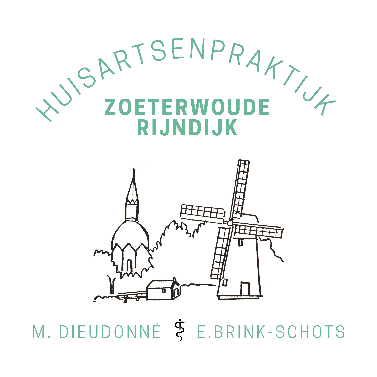 HUISARTSENPRAKTIJK
ZOETERWOUDE
RIJNDIJK
M. DIEUDONNÉ E.BRINK-SCHOTS